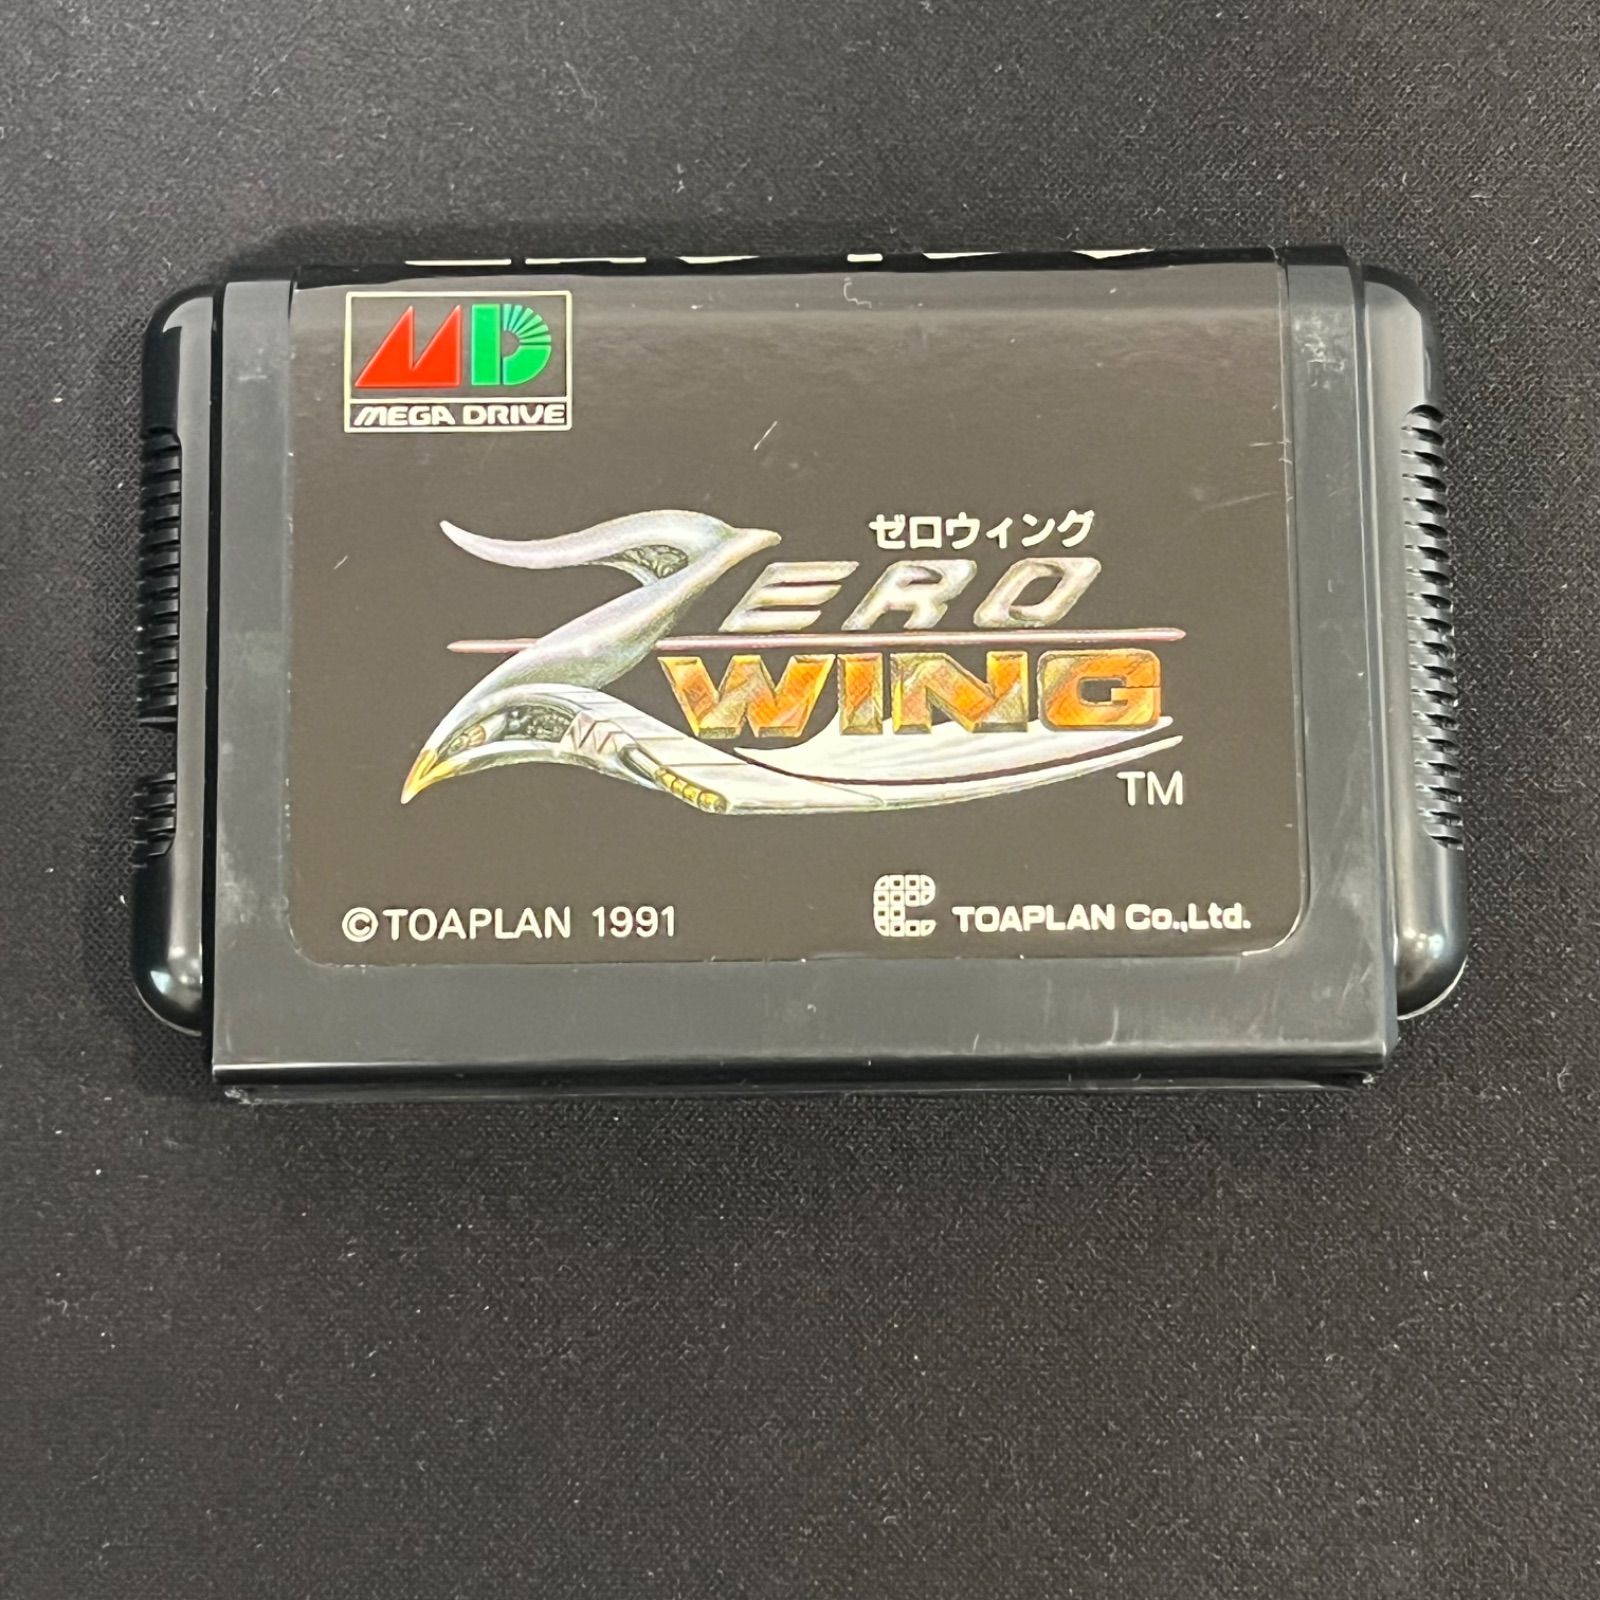 MD
MEGA DRIVE
ゼロウィング
ZERO
WING
TM
©TOAPLAN 1991
TOAPLAN Co.,Ltd.